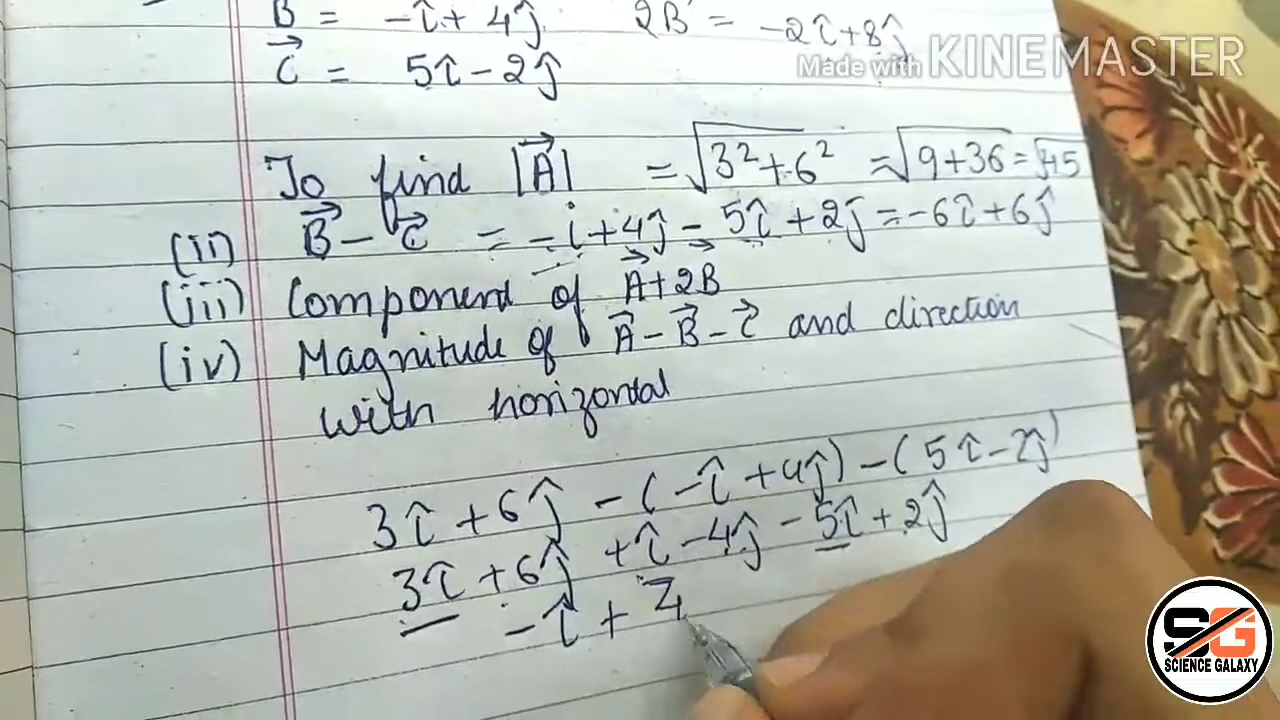 B = -î + 4ĵ 2B = -2î+8ĵ
Made with KINEMASTER
C⃗ = 5î - 2ĵ
To find |A⃗| = √3²+6² = √9+36 = √45
(ii) B⃗ - C⃗ = -î+4ĵ - 5î + 2ĵ = -6î+6ĵ
(iii) Component of A⃗+2B⃗
(iv) Magnitude of A⃗-B⃗-C⃗ and direction
with horizontal
3î + 6ĵ - (-î + 4ĵ) - (5î - 2ĵ)
3î + 6ĵ + î - 4ĵ - 5î + 2ĵ
-î + 4
SG
SCIENCE GALAXY